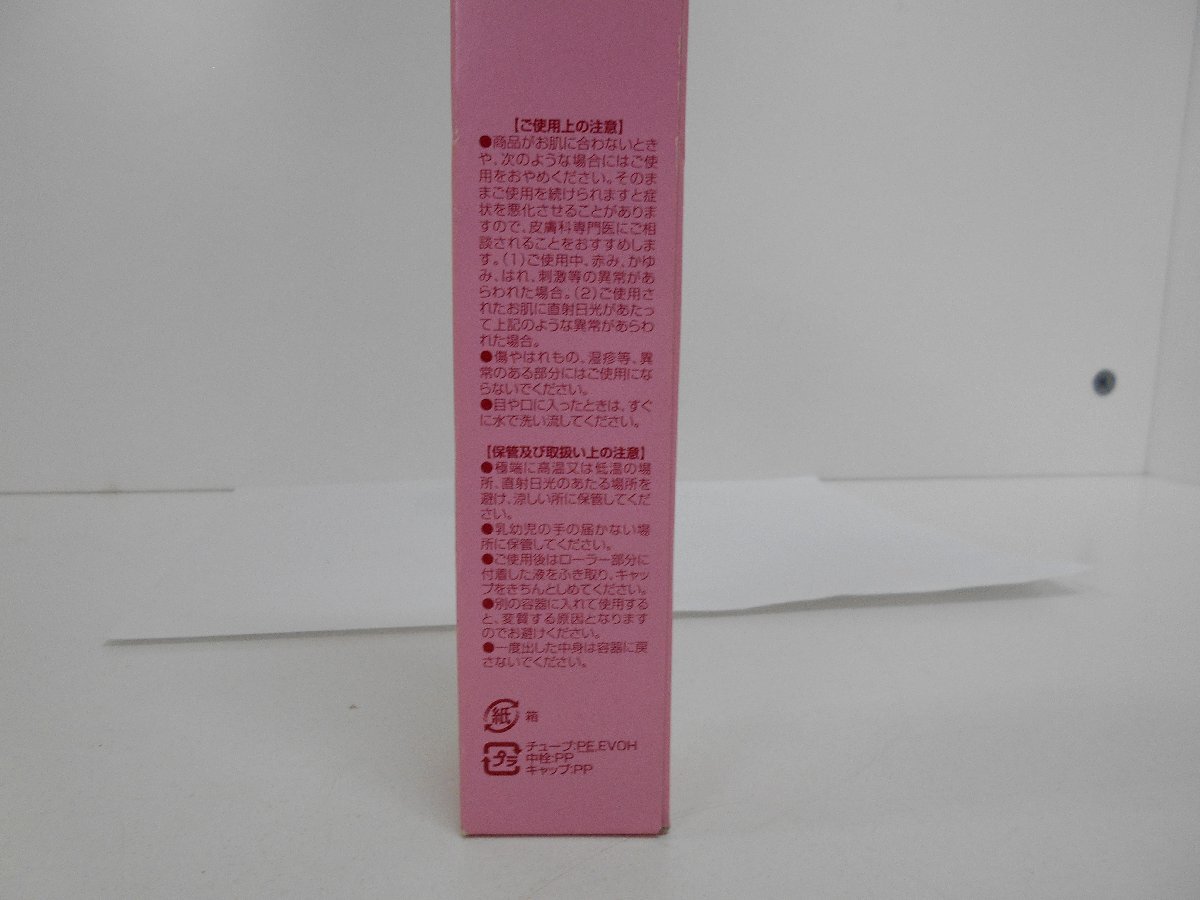 【ご使用上の注意】
●商品がお肌に合わないとき
や、次のような場合にはご使
用をおやめください。そのま
まご使用を続けられますと症
状を悪化させることがありま
すので、皮膚科専門医にご相
談されることをおすすめしま
す。(1)ご使用中、赤み、かゆ
み、はれ、刺激等の異常があ
らわれた場合。(2)ご使用さ
れたお肌に直射日光があたっ
て上記のような異常があらわ
れた場合。
●傷やはれもの、湿疹等、異
常のある部分にはご使用にな
らないでください。
●目や口に入ったときは、すぐ
に水で洗い流してください。
【保管及び取扱い上の注意】
●極端に高温又は低温の場
所、直射日光のあたる場所を
避け、涼しい所に保管してくだ
さい。
●乳幼児の手の届かない場
所に保管してください。
●ご使用後はローラー部分に
付着した液をふき取り、キャッ
プをきちんとしめてください。
●別の容器に入れて使用する
と、変質する原因となります
のでお避けください。
●一度出した中身は容器に戻
さないでください。
紙 箱
プラ チューブ:PE,EVOH
中栓:PP
キャップ:PP